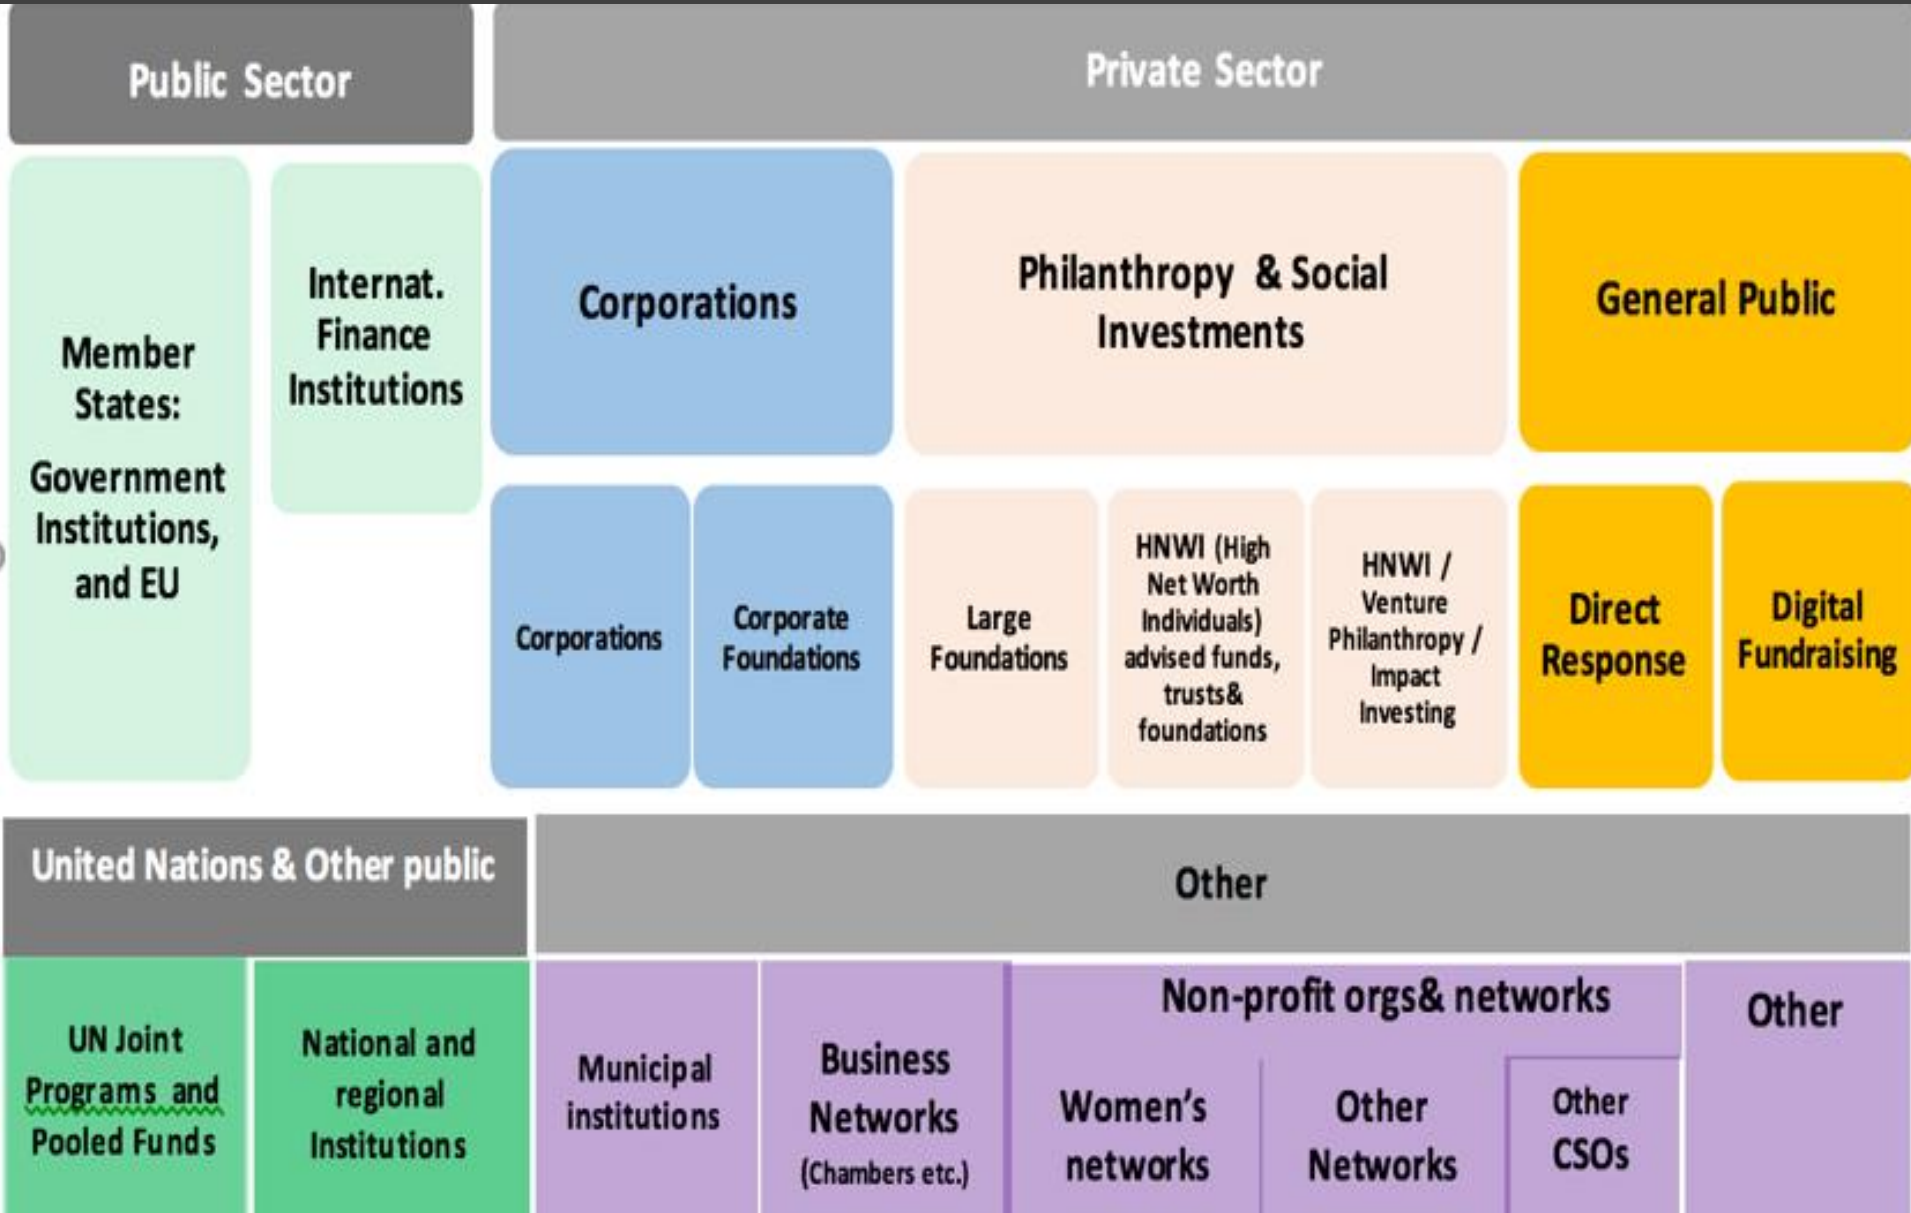 Public Sector
Private Sector
Member
States:
Government
Institutions,
and EU
Internat.
Finance
Institutions
Corporations
Philanthropy & Social
Investments
General Public
Corporations
Corporate
Foundations
Large
Foundations
HNWI (High
Net Worth
Individuals)
advised funds,
trusts&
foundations
HNWI /
Venture
Philanthropy /
Impact
Investing
Direct
Response
Digital
Fundraising
United Nations & Other public
Other
UN Joint
Programs and
Pooled Funds
National and
regional
Institutions
Municipal
institutions
Business
Networks
(Chambers etc.)
Non-profit orgs& networks
Women's
networks
Other
Networks
Other
CSOs
Other